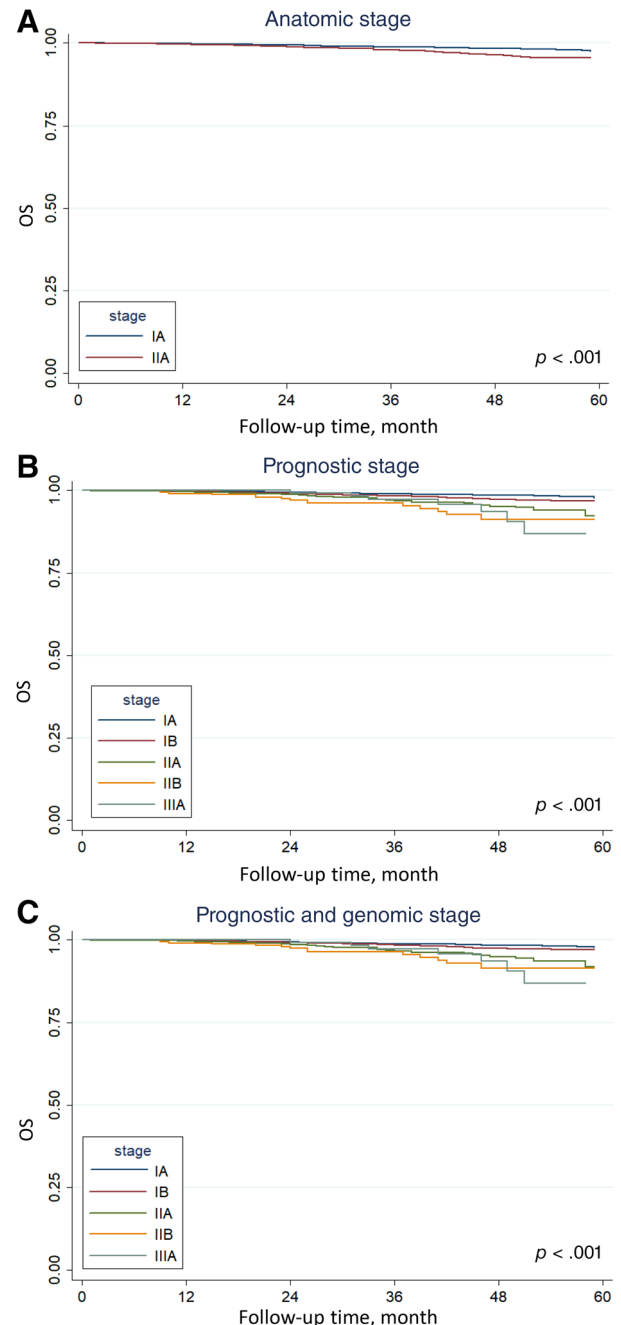 A
Anatomic stage
1.00
0.75
0.50
0.25
0.00
OS
stage
IA
IIA
p < .001
0 12 24 36 48 60
Follow-up time, month
B
Prognostic stage
1.00
0.75
0.50
0.25
0.00
OS
stage
IA
IB
IIA
IIB
IIIA
p < .001
0 12 24 36 48 60
Follow-up time, month
C
Prognostic and genomic stage
1.00
0.75
0.50
0.25
0.00
OS
stage
IA
IB
IIA
IIB
IIIA
p < .001
0 12 24 36 48 60
Follow-up time, month